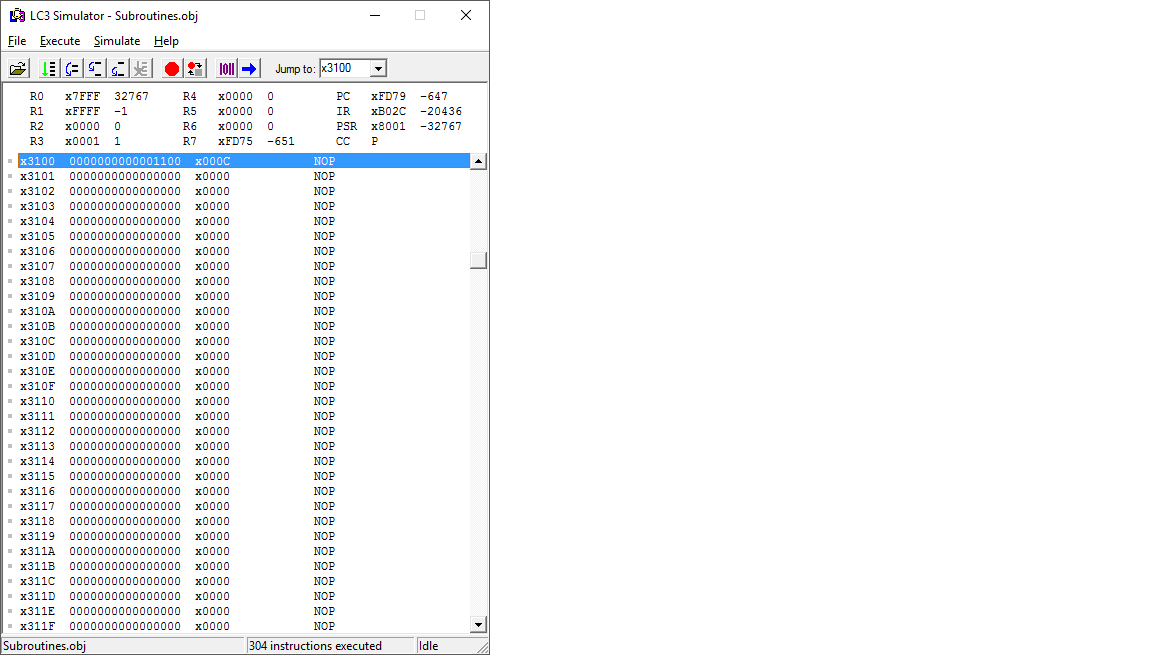 LC3 Simulator - Subroutines.obj
File Execute Simulate Help
Jump to: x3100
R0 x7FFF 32767 R4 x0000 0 PC xFD79 -647
R1 xFFFF -1 R5 x0000 0 IR xB02C -20436
R2 x0000 0 R6 x0000 0 PSR x8001 -32767
R3 x0001 1 R7 xFD75 -651 CC P
x3100 0000000000001100 x000C NOP
x3101 0000000000000000 x0000 NOP
x3102 0000000000000000 x0000 NOP
x3103 0000000000000000 x0000 NOP
x3104 0000000000000000 x0000 NOP
x3105 0000000000000000 x0000 NOP
x3106 0000000000000000 x0000 NOP
x3107 0000000000000000 x0000 NOP
x3108 0000000000000000 x0000 NOP
x3109 0000000000000000 x0000 NOP
x310A 0000000000000000 x0000 NOP
x310B 0000000000000000 x0000 NOP
x310C 0000000000000000 x0000 NOP
x310D 0000000000000000 x0000 NOP
x310E 0000000000000000 x0000 NOP
x310F 0000000000000000 x0000 NOP
x3110 0000000000000000 x0000 NOP
x3111 0000000000000000 x0000 NOP
x3112 0000000000000000 x0000 NOP
x3113 0000000000000000 x0000 NOP
x3114 0000000000000000 x0000 NOP
x3115 0000000000000000 x0000 NOP
x3116 0000000000000000 x0000 NOP
x3117 0000000000000000 x0000 NOP
x3118 0000000000000000 x0000 NOP
x3119 0000000000000000 x0000 NOP
x311A 0000000000000000 x0000 NOP
x311B 0000000000000000 x0000 NOP
x311C 0000000000000000 x0000 NOP
x311D 0000000000000000 x0000 NOP
x311E 0000000000000000 x0000 NOP
x311F 0000000000000000 x0000 NOP
Subroutines.obj 304 instructions executed Idle